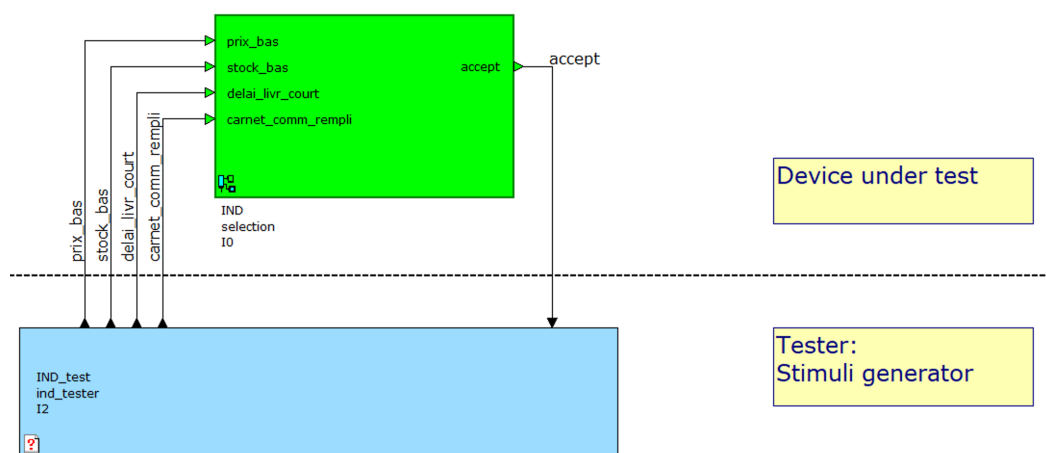 prix_bas
stock_bas
delai_livr_court
carnet_comm_rempli
accept
accept
IND
selection
I0
prix_bas
stock_bas
delai_livr_court
carnet_comm_rempli
Device under test
IND_test
ind_tester
I2
?
Tester:
Stimuli generator